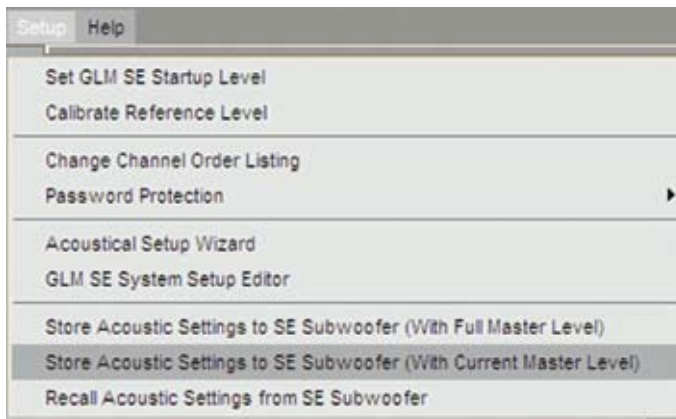 Setup Help
Set GLM SE Startup Level
Calibrate Reference Level
Change Channel Order Listing
Password Protection
Acoustical Setup Wizard
GLM SE System Setup Editor
Store Acoustic Settings to SE Subwoofer (With Full Master Level)
Store Acoustic Settings to SE Subwoofer (With Current Master Level)
Recall Acoustic Settings from SE Subwoofer